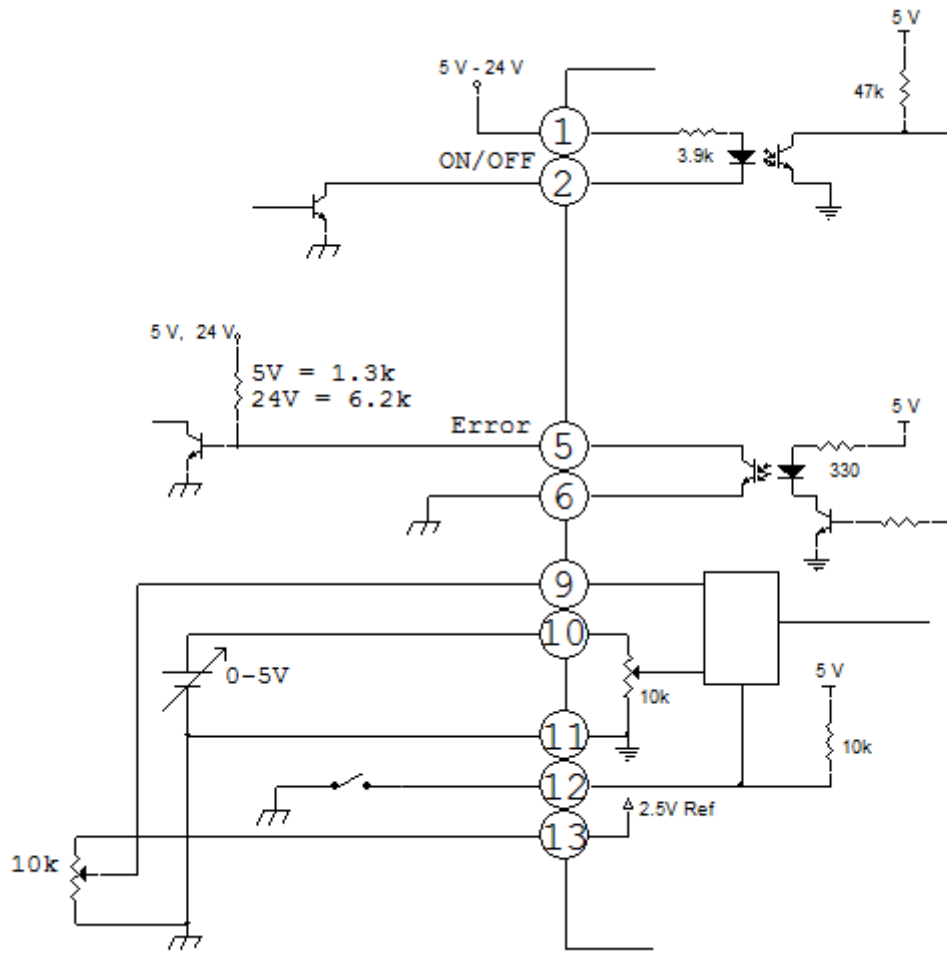 5 V
5 V - 24 V
47k
1
3.9k
ON/OFF
2
5 V, 24 V
5V = 1.3k
24V = 6.2k
5 V
Error
5
330
6
9
10
0-5V
5 V
10k
11
10k
12
2.5V Ref
13
10k